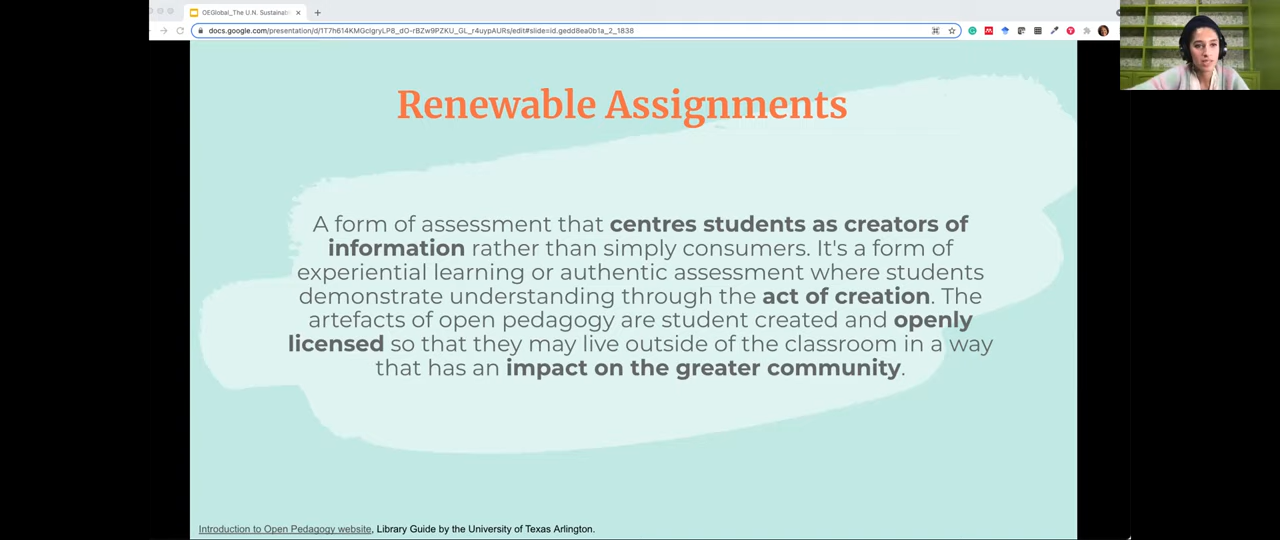 OEGlobal_The U.N. Sustainab
docs.google.com/presentation/d/1T7h614KMGclgryLP8_dO-rBZw9PZKU_GL_r4uypAURs/edit#slide=id.gedd8ea0b1a_2_1838
Renewable Assignments
A form of assessment that centres students as creators of
information rather than simply consumers. It's a form of
experiential learning or authentic assessment where students
demonstrate understanding through the act of creation. The
artefacts of open pedagogy are student created and openly
licensed so that they may live outside of the classroom in a way
that has an impact on the greater community.
Introduction to Open Pedagogy website, Library Guide by the University of Texas Arlington.